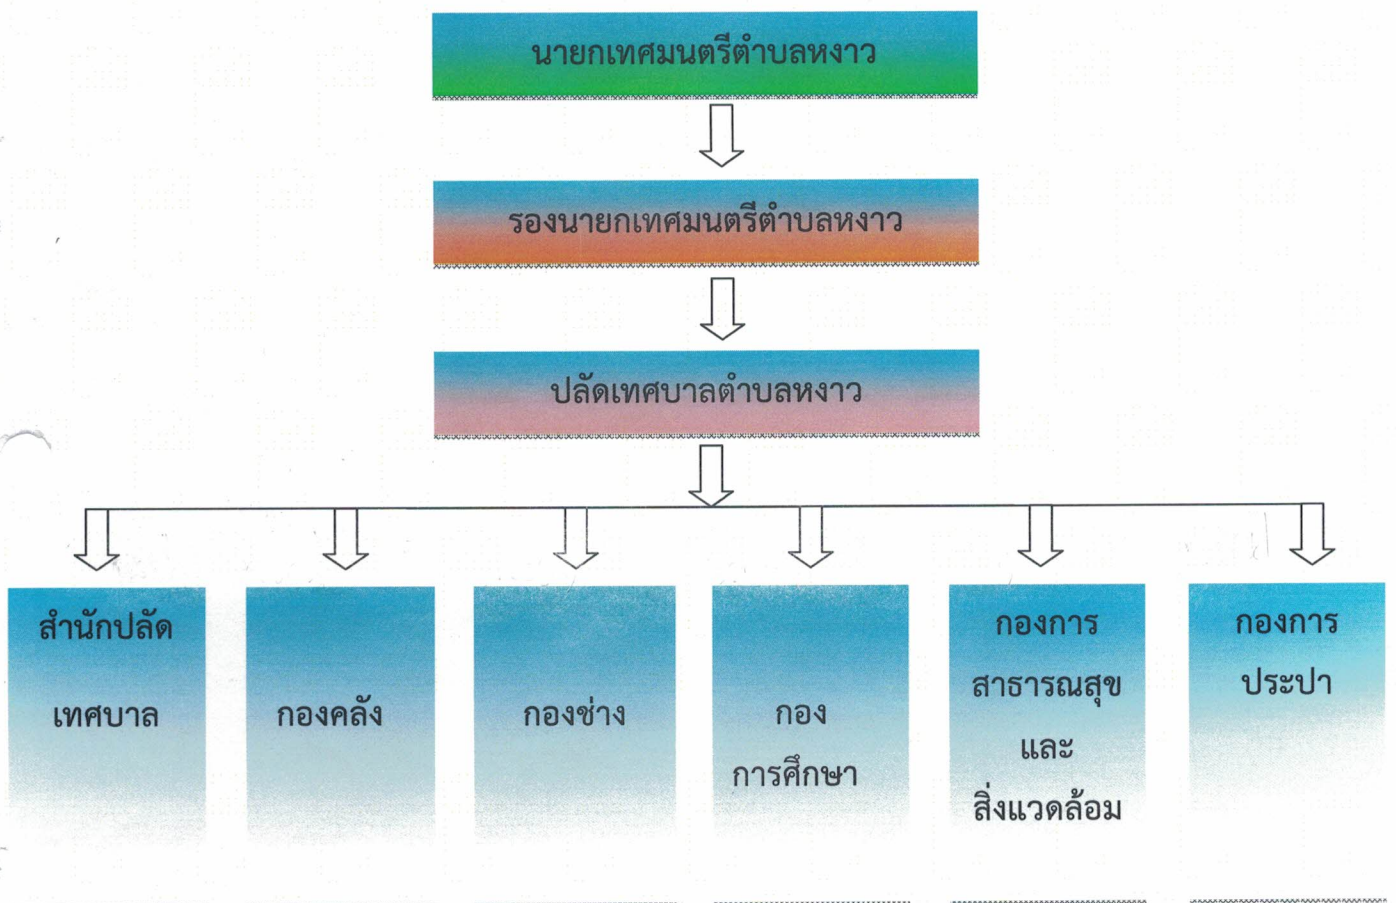 นายกเทศมนตรีตำบลหงาว
รองนายกเทศมนตรีตำบลหงาว
ปลัดเทศบาลตำบลหงาว
สำนักปลัด
เทศบาล
กองคลัง
กองช่าง
กอง
การศึกษา
กองการ
สาธารณสุข
และ
สิ่งแวดล้อม
กองการ
ประปา